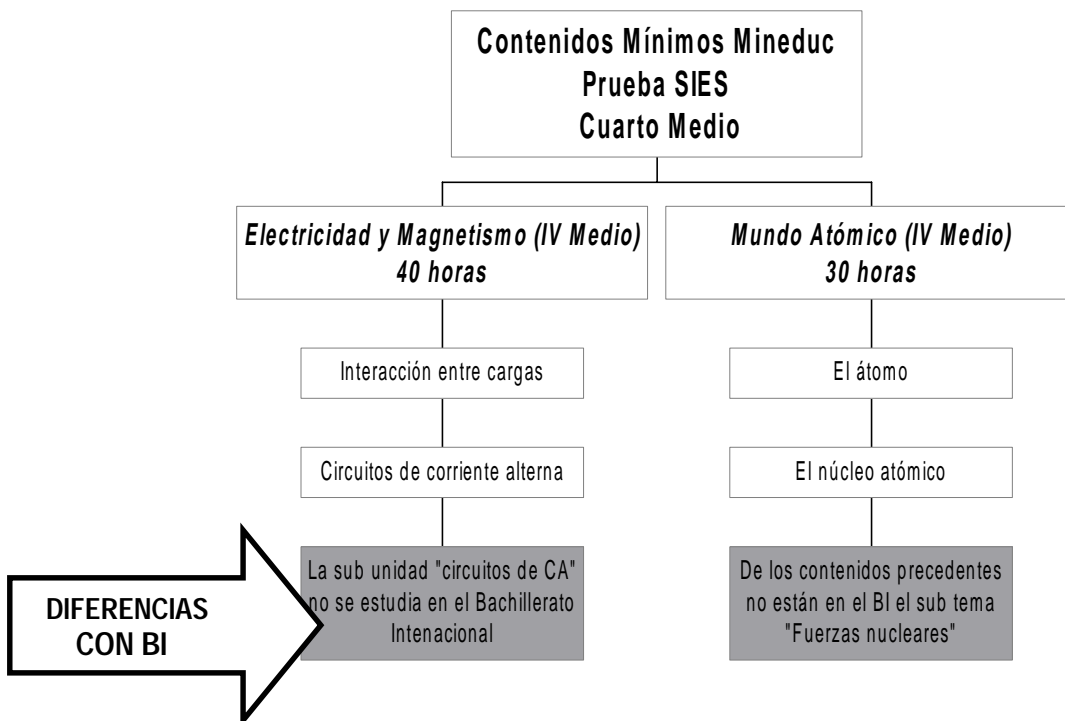 Contenidos Mínimos Mineduc
Prueba SIES
Cuarto Medio
Electricidad y Magnetismo (IV Medio)
40 horas
Mundo Atómico (IV Medio)
30 horas
Interacción entre cargas
El átomo
Circuitos de corriente alterna
El núcleo atómico
DIFERENCIAS
CON BI
La sub unidad "circuitos de CA"
no se estudia en el Bachillerato
Intenacional
De los contenidos precedentes
no están en el BI el sub tema
"Fuerzas nucleares"